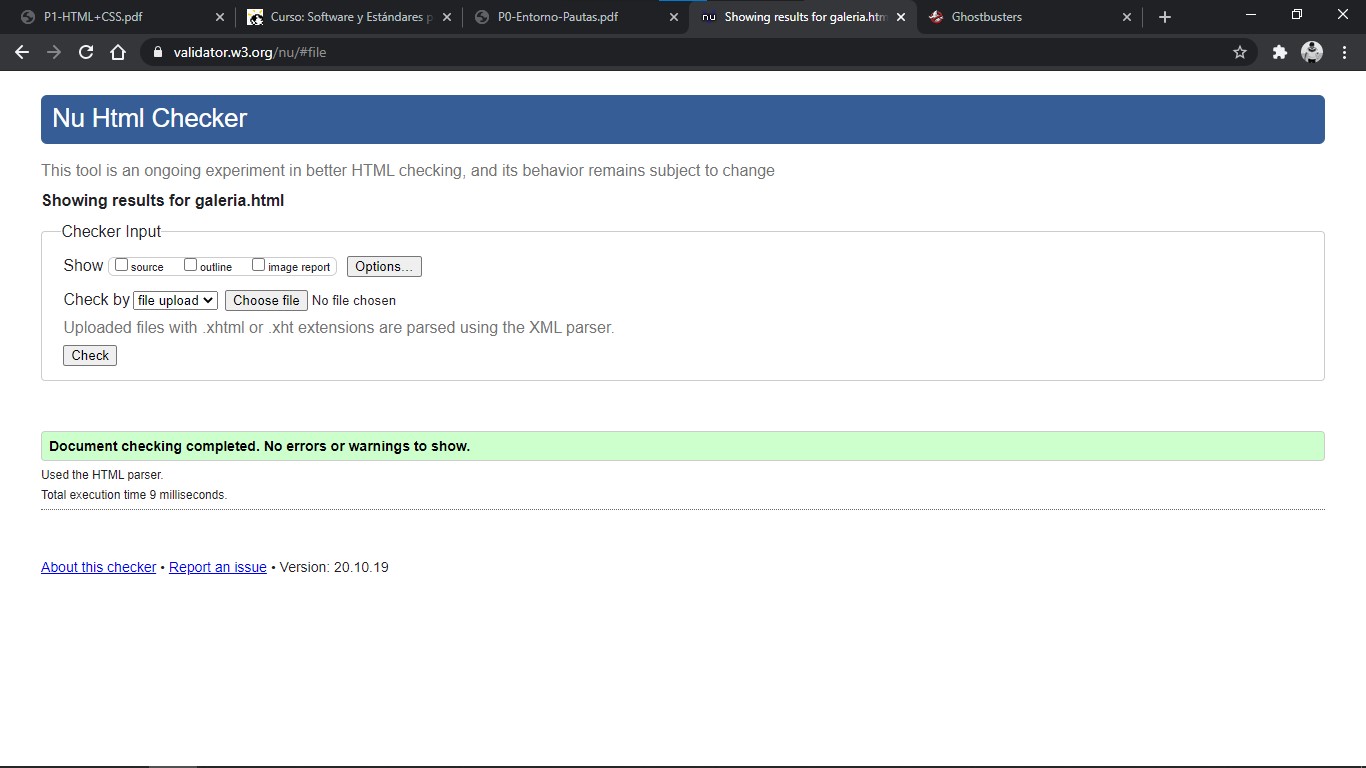 P1-HTML+CSS.pdf
Curso: Software y Estándares p
P0-Entorno-Pautas.pdf
nu Showing results for galeria.htm
Ghostbusters
validator.w3.org/nu/#file
Nu Html Checker
This tool is an ongoing experiment in better HTML checking, and its behavior remains subject to change
Showing results for galeria.html
Checker Input
Show source outline image report Options...
Check by file upload Choose file No file chosen
Uploaded files with .xhtml or .xht extensions are parsed using the XML parser.
Check
Document checking completed. No errors or warnings to show.
Used the HTML parser.
Total execution time 9 milliseconds.
About this checker • Report an issue • Version: 20.10.19